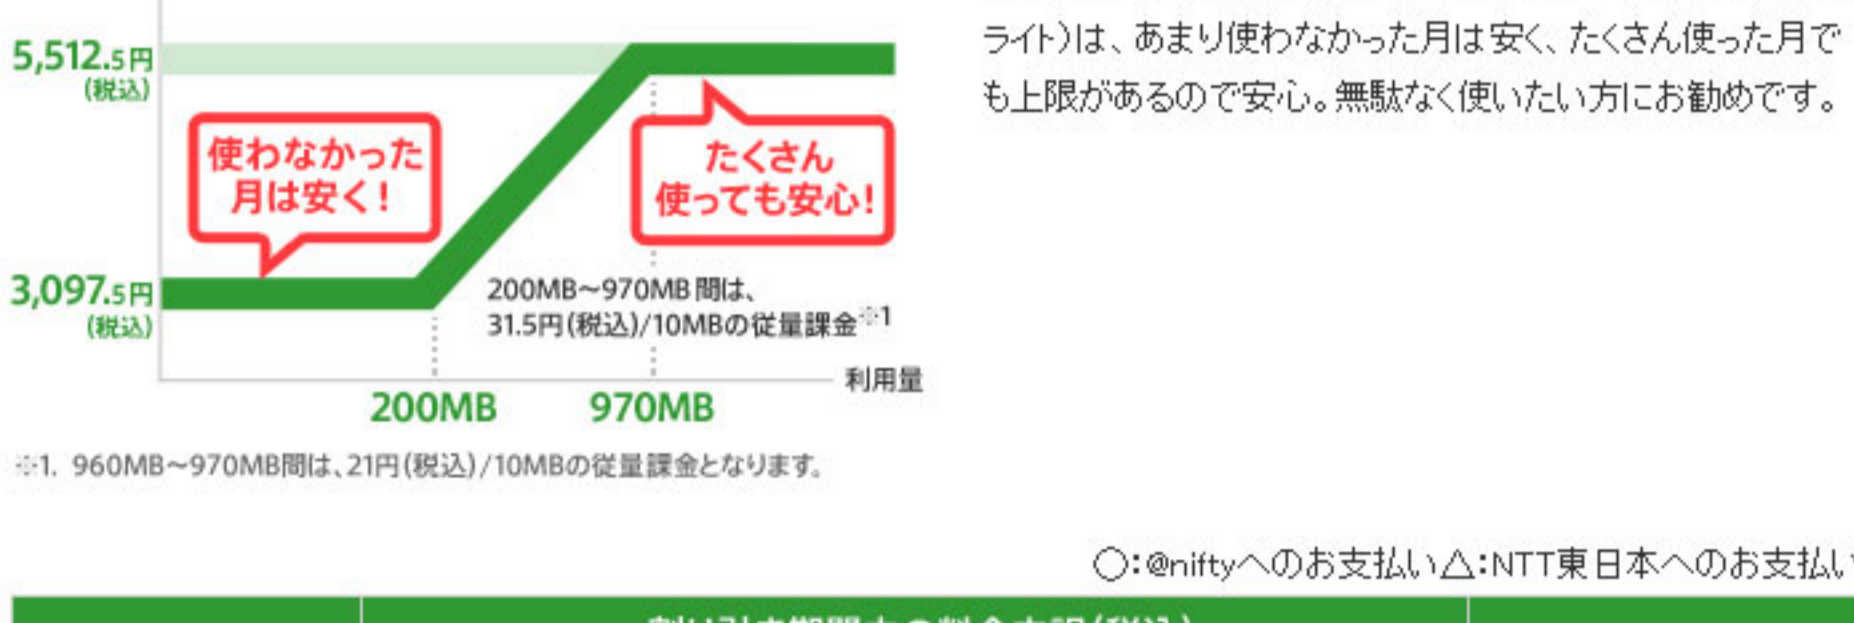 5,512.5円
(税込)
使わなかった
月は安く!
たくさん
使っても安心!
3,097.5円
(税込)
200MB～970MB間は、
31.5円(税込)/10MBの従量課金※1
利用量
200MB
970MB
※1. 960MB～970MB間は、21円(税込)/10MBの従量課金となります。
ライト)は、あまり使わなかった月は安く、たくさん使った月で
も上限があるので安心。無駄なく使いたい方にお勧めです。
○:@niftyへのお支払い△:NTT東日本へのお支払い